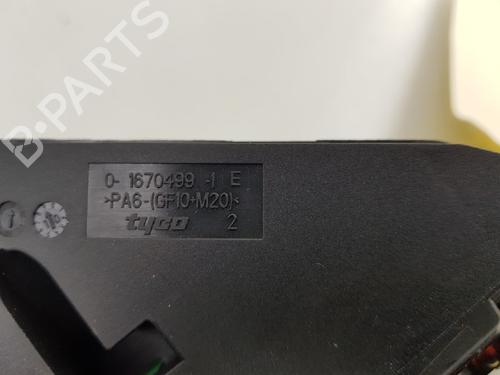 B-PARTS
0- 1670499 -1 E
>PA6-(GF10+M20)<
tyco 2